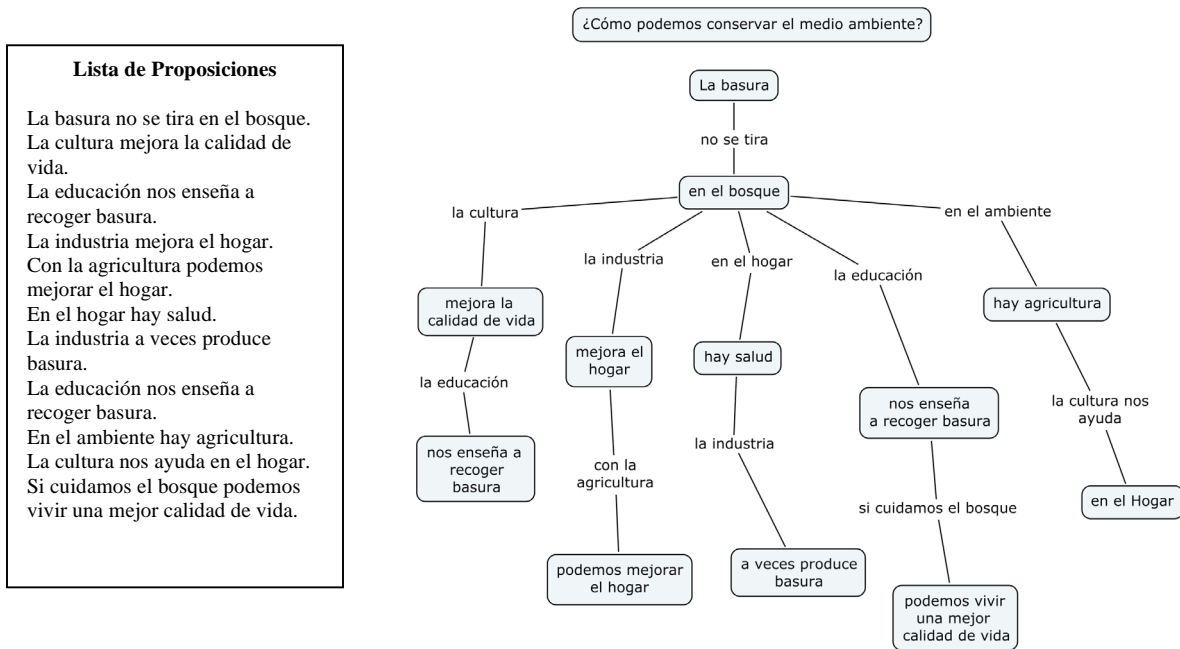 Lista de Proposiciones
La basura no se tira en el bosque.
La cultura mejora la calidad de
vida.
La educación nos enseña a
recoger basura.
La industria mejora el hogar.
Con la agricultura podemos
mejorar el hogar.
En el hogar hay salud.
La industria a veces produce
basura.
La educación nos enseña a
recoger basura.
En el ambiente hay agricultura.
La cultura nos ayuda en el hogar.
Si cuidamos el bosque podemos
vivir una mejor calidad de vida.
¿Cómo podemos conservar el medio ambiente?
La basura
no se tira
en el bosque
la cultura
mejora la
calidad de vida
la educación
nos enseña a
recoger
basura
la industria
mejora el
hogar
con la
agricultura
podemos mejorar
el hogar
en el hogar
hay salud
la industria
a veces produce
basura
la educación
nos enseña
a recoger basura
si cuidamos el bosque
podemos vivir
una mejor
calidad de vida
en el ambiente
hay agricultura
la cultura nos
ayuda
en el Hogar